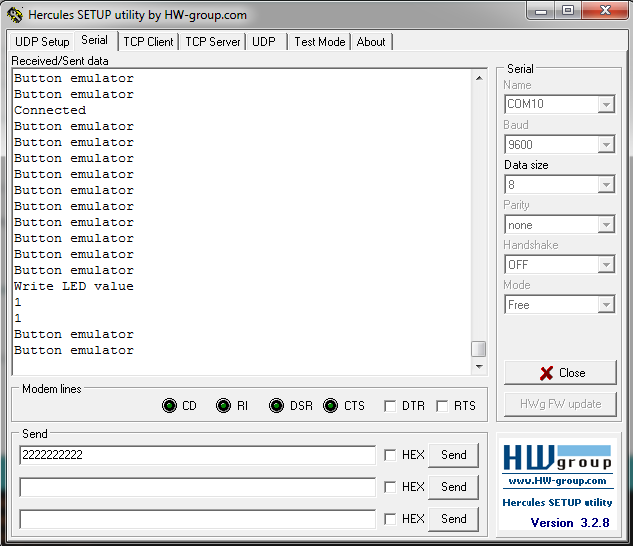 Hercules SETUP utility by HW-group.com
UDP Setup Serial TCP Client TCP Server UDP Test Mode About
Received/Sent data
Button emulator
Button emulator
Connected
Button emulator
Button emulator
Button emulator
Button emulator
Button emulator
Button emulator
Button emulator
Button emulator
Button emulator
Button emulator
Write LED value
1
1
Button emulator
Button emulator
Serial
Name
COM10
Baud
9600
Data size
8
Parity
none
Handshake
OFF
Mode
Free
Close
HWg FW update
Modem lines
CD RI DSR CTS DTR RTS
Send
2222222222 HEX Send
HEX Send
HEX Send
HW group
www.HW-group.com
Hercules SETUP utility
Version 3.2.8